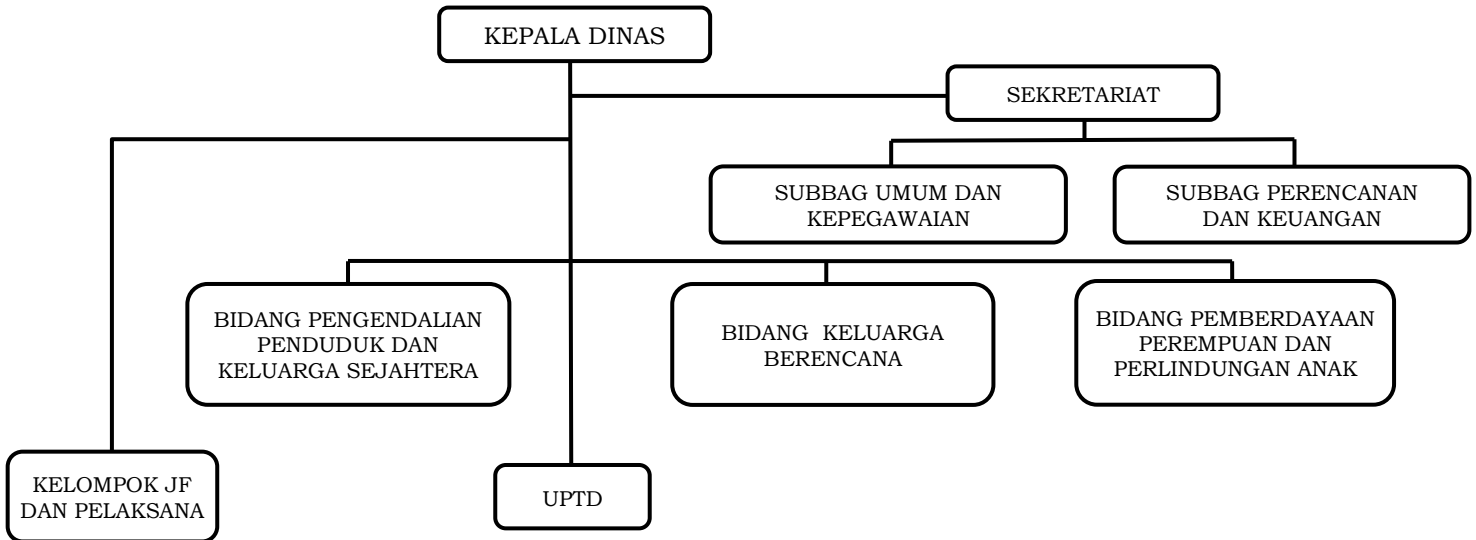 KEPALA DINAS
SEKRETARIAT
SUBBAG UMUM DAN
KEPEGAWAIAN
SUBBAG PERENCANAN
DAN KEUANGAN
BIDANG PENGENDALIAN
PENDUDUK DAN
KELUARGA SEJAHTERA
BIDANG KELUARGA
BERENCANA
BIDANG PEMBERDAYAAN
PEREMPUAN DAN
PERLINDUNGAN ANAK
KELOMPOK JF
DAN PELAKSANA
UPTD